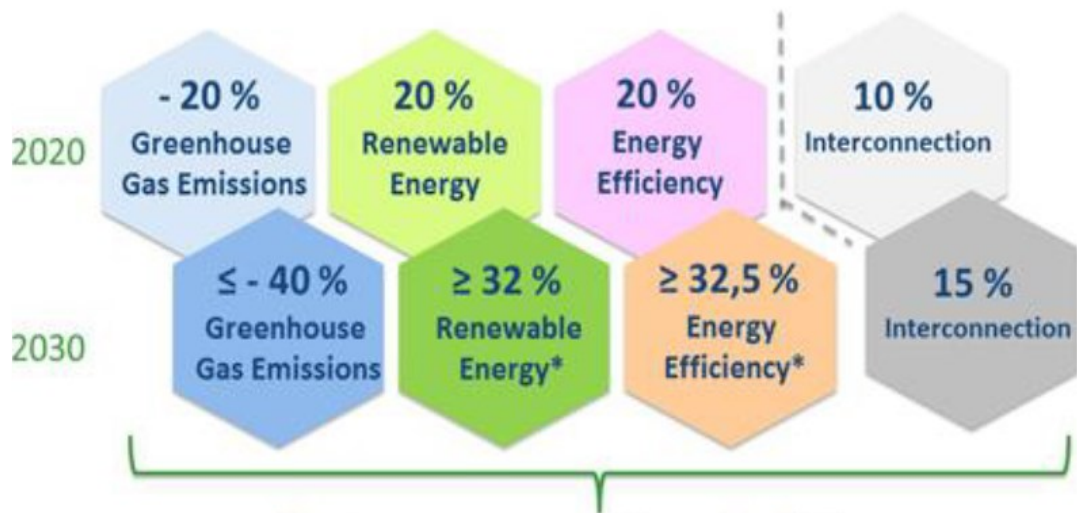 2020
- 20 %
Greenhouse
Gas Emissions
20 %
Renewable
Energy
20 %
Energy
Efficiency
10 %
Interconnection
2030
≤ - 40 %
Greenhouse
Gas Emissions
≥ 32 %
Renewable
Energy*
≥ 32,5 %
Energy
Efficiency*
15 %
Interconnection